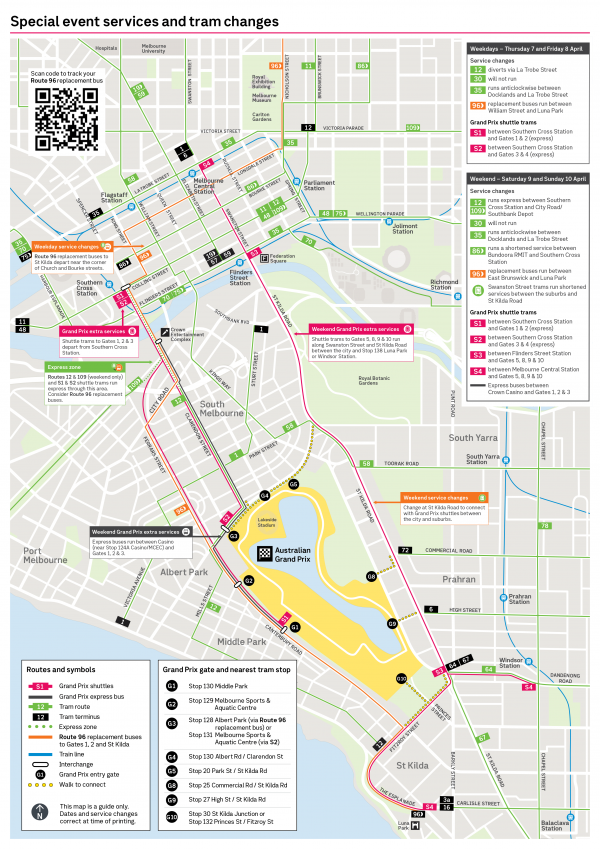 Special event services and tram changes
Scan code to track your
Route 96 replacement bus
Hospitals
Melbourne
University
SWANSTON STREET
Royal
Exhibition
Building
Melbourne
Museum
Carlton
Gardens
NICHOLSON STREET
BRUNSWICK STREET
96
11
86
VICTORIA STREET
12
VICTORIA PARADE
109
LA TROBE STREET
LONSDALE STREET
BOURKE STREET
Melbourne
Central
Station
Parliament
Station
Flagstaff
Station
48
75
WELLINGTON PARADE
Jolimont
Station
Richmond
Station
Weekday service changes
Route 96 replacement buses to
St Kilda depart near the corner
of Church and Bourke streets.
Southern
Cross
Station
COLLINS STREET
FLINDERS STREET
Flinders
Street
Station
Federation
Square
HARBOUR ESPLANADE
11
48
Grand Prix extra services
Shuttle trams to Gates 1, 2 & 3
depart from Southern Cross
Station.
Crown
Entertainment
Complex
SOUTHBANK BVD
ST KILDA ROAD
Weekend Grand Prix extra services
Shuttle trams to Gates 5, 8, 9 & 10 run
along Swanston Street and St Kilda Road
between the city and Stop 138 Luna Park
or Windsor Station.
Express zone
Routes 12 & 109 (weekend only)
and S1 & S2 shuttle trams run
express through this area.
Consider Route 96 replacement
buses.
KINGS WAY
STURT STREET
Royal Botanic
Gardens
PUNT ROAD
CITY ROAD
CLARENDON STREET
South
Melbourne
PARK STREET
FERRARS STREET
South Yarra
South Yarra
Station
CHAPEL STREET
58
TOORAK ROAD
Lakeside
Stadium
Australian
Grand Prix
ST KILDA ROAD
Weekend service changes
Change at St Kilda Road to connect
with Grand Prix shuttles between
the city and suburbs.
Weekend Grand Prix extra services
Express buses run between Casino
(near Stop 124A Casino/MCEC) and
Gates 1, 2 & 3.
Port
Melbourne
Albert Park
VICTORIA AVENUE
MILLS STREET
Middle Park
CANTERBURY ROAD
72
COMMERCIAL ROAD
78
Prahran
Prahran
Station
6
HIGH STREET
Windsor
Station
64
67
64
DANDENONG
ROAD
PRINCES
STREET
FITZROY STREET
St Kilda
BARKLY STREET
ST KILDA ROAD
CHAPEL STREET
THE ESPLANADE
CARLISLE STREET
3a
16
96
Luna
Park
Balaclava
Station
Weekdays – Thursday 7 and Friday 8 April
Service changes
12 diverts via La Trobe Street
30 will not run
35 runs anticlockwise between
Docklands and La Trobe Street
96 replacement buses run between
William Street and Luna Park
Grand Prix shuttle trams
S1 between Southern Cross Station
and Gates 1 & 2 (express)
S2 between Southern Cross Station
and Gates 3 & 4 (express)
Weekend – Saturday 9 and Sunday 10 April
Service changes
12 runs express between Southern
109 Cross Station and City Road/
Southbank Depot
30 will not run
35 runs anticlockwise between
Docklands and La Trobe Street
86 runs a shortened service between
Bundoora RMIT and Southern Cross
Station
96 replacement buses run between
East Brunswick and Luna Park
Swanston Street trams run shortened
services between the suburbs and
St Kilda Road
Grand Prix shuttle trams
S1 between Southern Cross Station
and Gates 1 & 2 (express)
S2 between Southern Cross Station
and Gates 3 & 4 (express)
S3 between Flinders Street Station
and Gates 5, 8, 9 & 10
S4 between Melbourne Central Station
and Gates 5, 8, 9 & 10
Express buses between
Crown Casino and Gates 1, 2 & 3
Routes and symbols
S1 Grand Prix shuttles
Grand Prix express bus
12 Tram route
12 Tram terminus
Express zone
Route 96 replacement buses
to Gates 1, 2 and St Kilda
Train line
Interchange
G1 Grand Prix entry gate
Walk to connect
N
This map is a guide only.
Dates and service changes
correct at time of printing.
Grand Prix gate and nearest tram stop
G1 Stop 130 Middle Park
G2 Stop 129 Melbourne Sports &
Aquatic Centre
G3 Stop 128 Albert Park (via Route 96
replacement bus) or
Stop 131 Melbourne Sports &
Aquatic Centre (via S2)
G4 Stop 130 Albert Rd / Clarendon St
G5 Stop 20 Park St / St Kilda Rd
G8 Stop 25 Commercial Rd / St Kilda Rd
G9 Stop 27 High St / St Kilda Rd
G10 Stop 30 St Kilda Junction or
Stop 132 Princes St / Fitzroy St